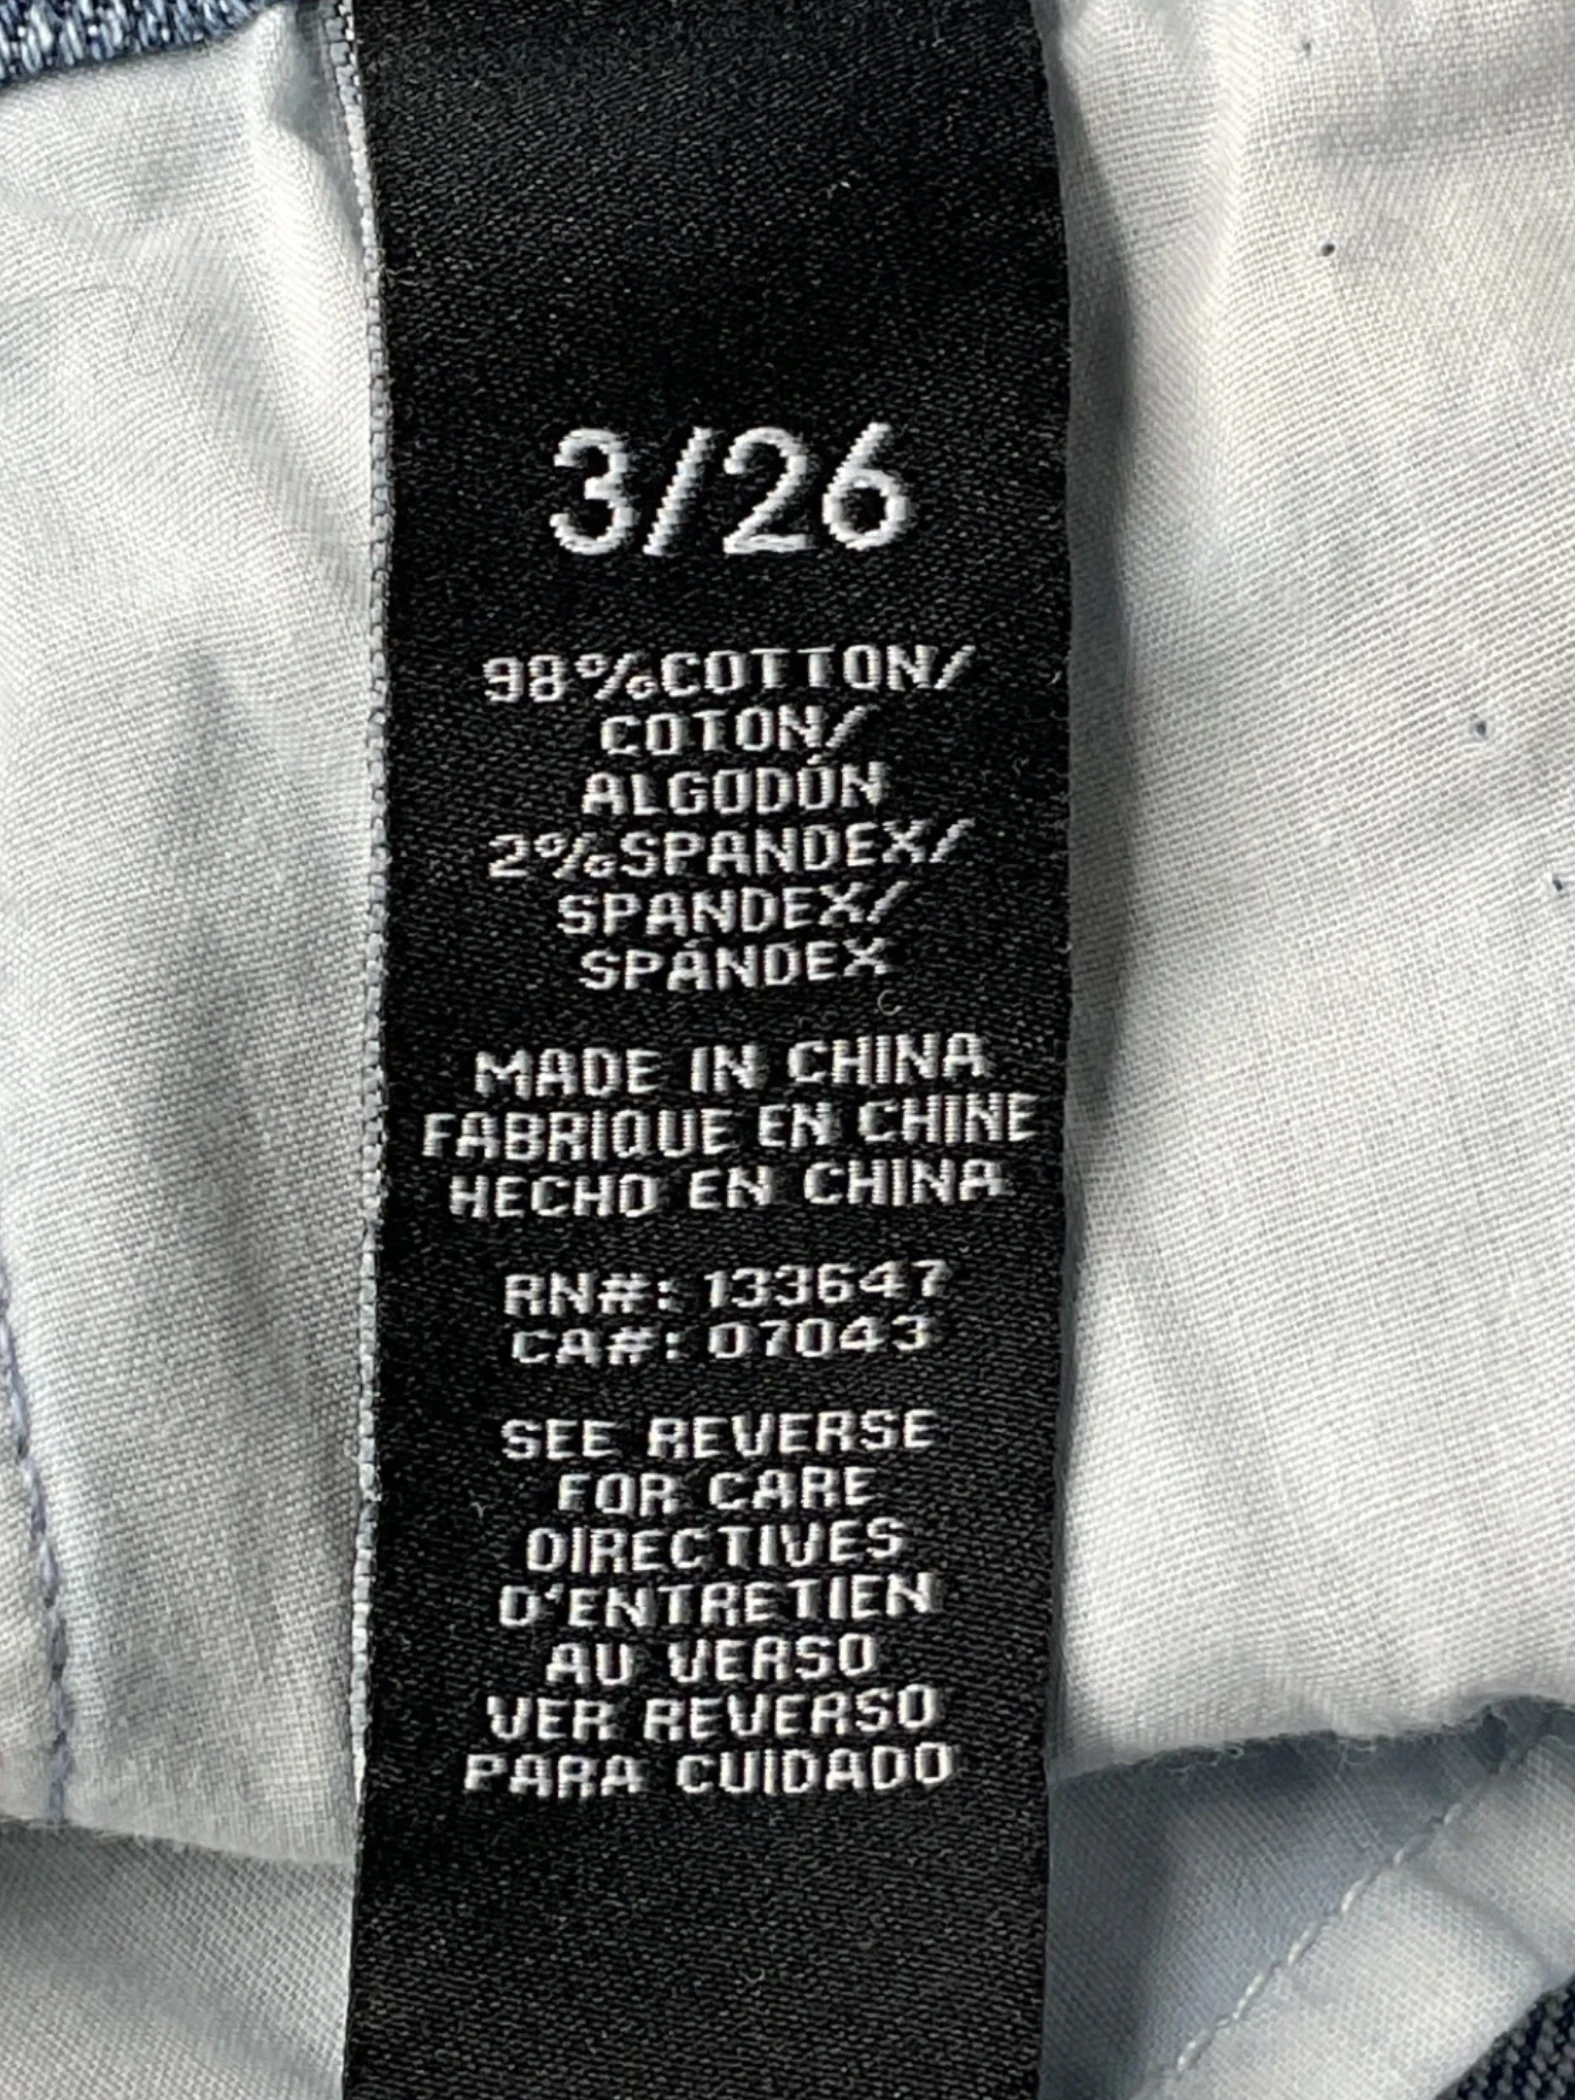 3/26
98%COTTON/
COTON/
ALGODÓN
2%SPANDEX/
SPANDEX/
SPÁNDEX
MADE IN CHINA
FABRIQUE EN CHINE
HECHO EN CHINA
RN#: 133647
CA#: 07043
SEE REVERSE
FOR CARE
DIRECTIVES
D'ENTRETIEN
AU VERSO
VER REVERSO
PARA CUIDADO